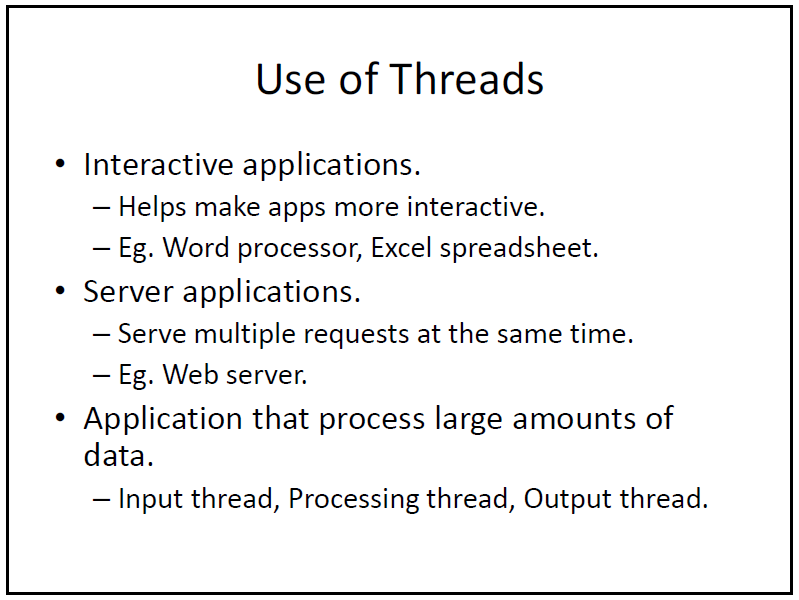 Use of Threads
• Interactive applications.
– Helps make apps more interactive.
– Eg. Word processor, Excel spreadsheet.
• Server applications.
– Serve multiple requests at the same time.
– Eg. Web server.
• Application that process large amounts of
data.
– Input thread, Processing thread, Output thread.